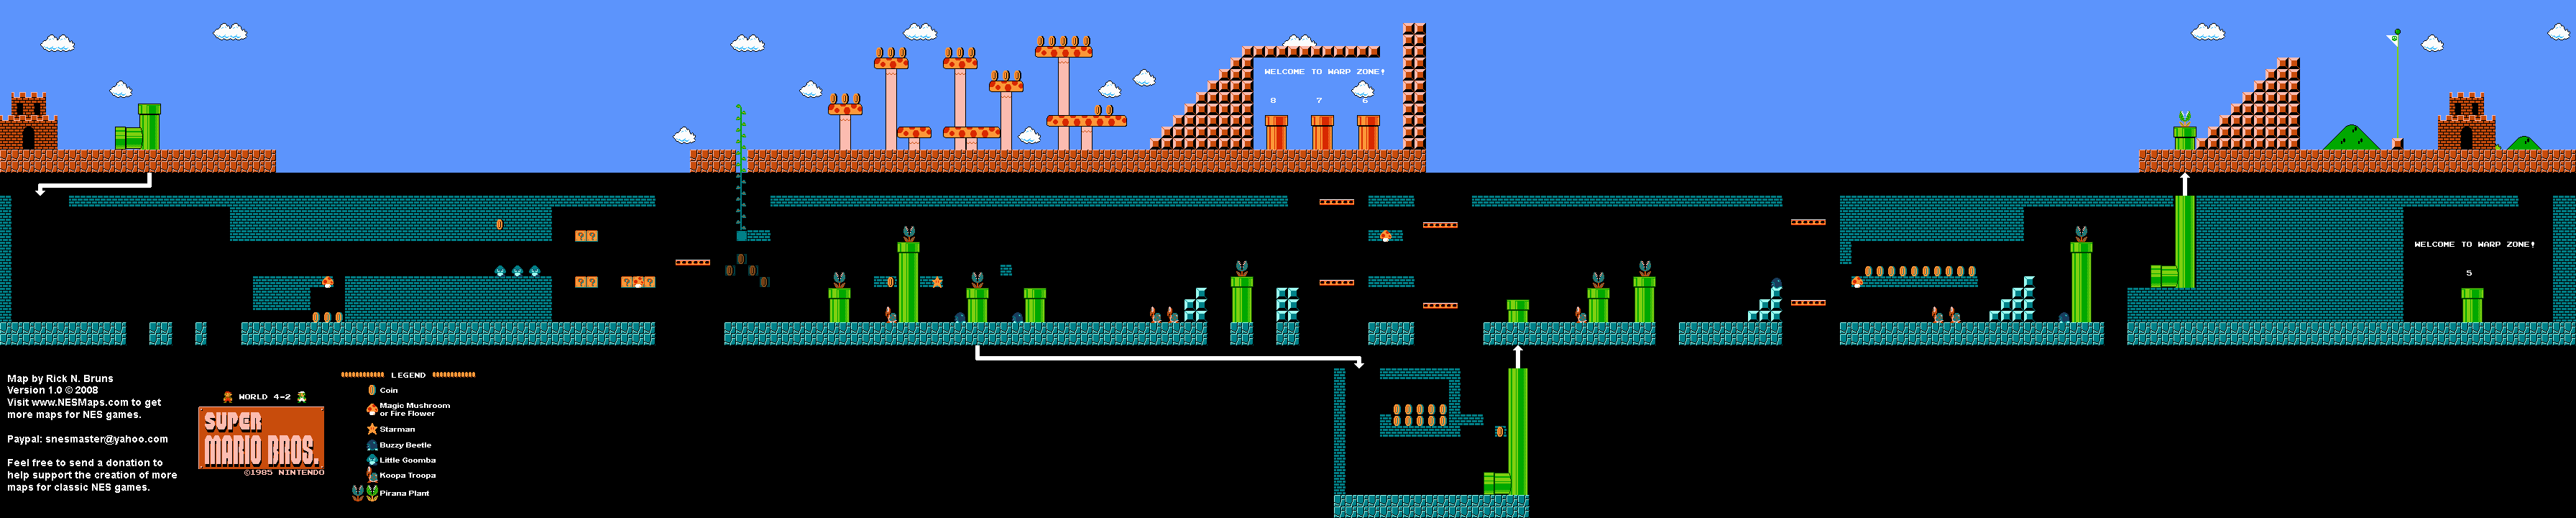 WELCOME TO WARP ZONE!
8 7 6
WELCOME TO WARP ZONE!
5
? ?
? ? ? ?
Map by Rick N. Bruns
Version 1.0 © 2008
Visit www.NESMaps.com to get
more maps for NES games.
Paypal: snesmaster@yahoo.com
Feel free to send a donation to
help support the creation of more
maps for classic NES games.
WORLD 4-2
SUPER
MARIO BROS.
©1985 NINTENDO
LEGEND
Coin
Magic Mushroom
or Fire Flower
Starman
Buzzy Beetle
Little Goomba
Koopa Troopa
Pirana Plant